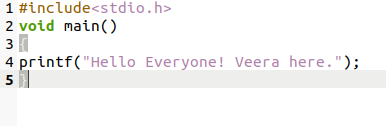 1 #include<stdio.h>
2 void main()
3 {
4 printf("Hello Everyone! Veera here.");
5 }